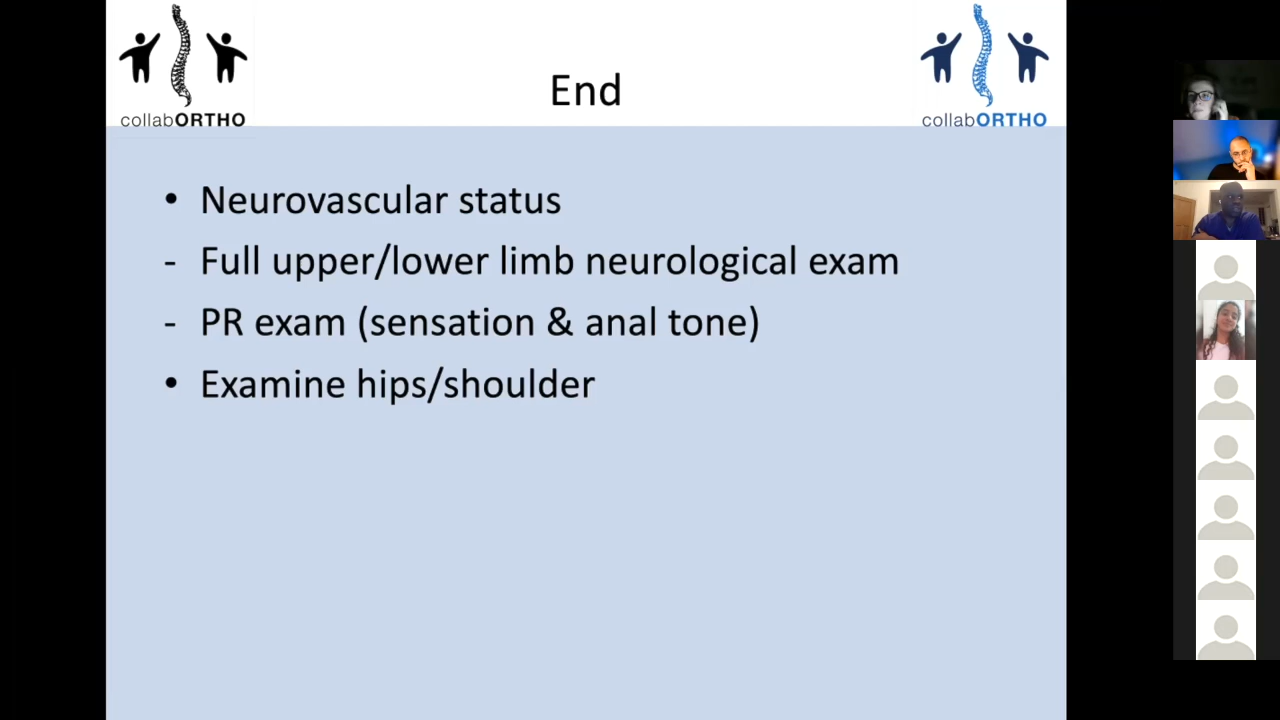 collabORTHO
End
collabORTHO
• Neurovascular status
- Full upper/lower limb neurological exam
- PR exam (sensation & anal tone)
• Examine hips/shoulder